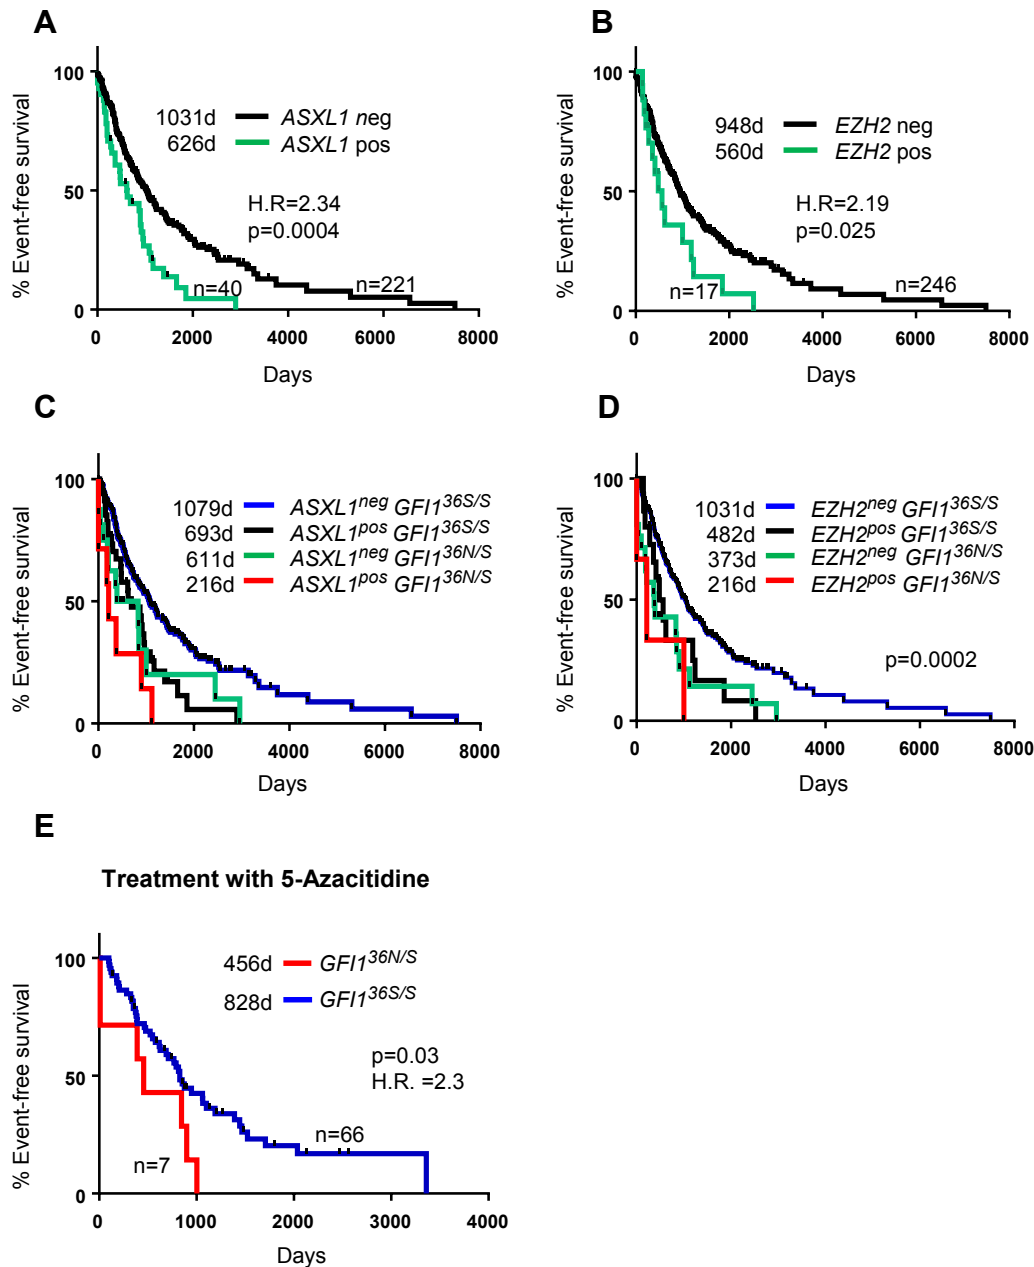 A
% Event-free survival
100
50
0
1031d ASXL1 neg
626d ASXL1 pos
H.R=2.34
p=0.0004
n=40
n=221
0 2000 4000 6000 8000
Days
B
% Event-free survival
100
50
0
948d EZH2 neg
560d EZH2 pos
H.R=2.19
p=0.025
n=17
n=246
0 2000 4000 6000 8000
Days
C
% Event-free survival
100
50
0
1079d ASXL1neg GFI136S/S
693d ASXL1pos GFI136S/S
611d ASXL1neg GFI136N/S
216d ASXL1pos GFI136N/S
0 2000 4000 6000 8000
Days
D
% Event-free survival
100
50
0
1031d EZH2neg GFI136S/S
482d EZH2pos GFI136S/S
373d EZH2neg GFI136N/S
216d EZH2pos GFI136N/S
p=0.0002
0 2000 4000 6000 8000
Days
E
Treatment with 5-Azacitidine
% Event-free survival
100
50
0
456d GFI136N/S
828d GFI136S/S
p=0.03
H.R. =2.3
n=66
n=7
0 1000 2000 3000 4000
Days